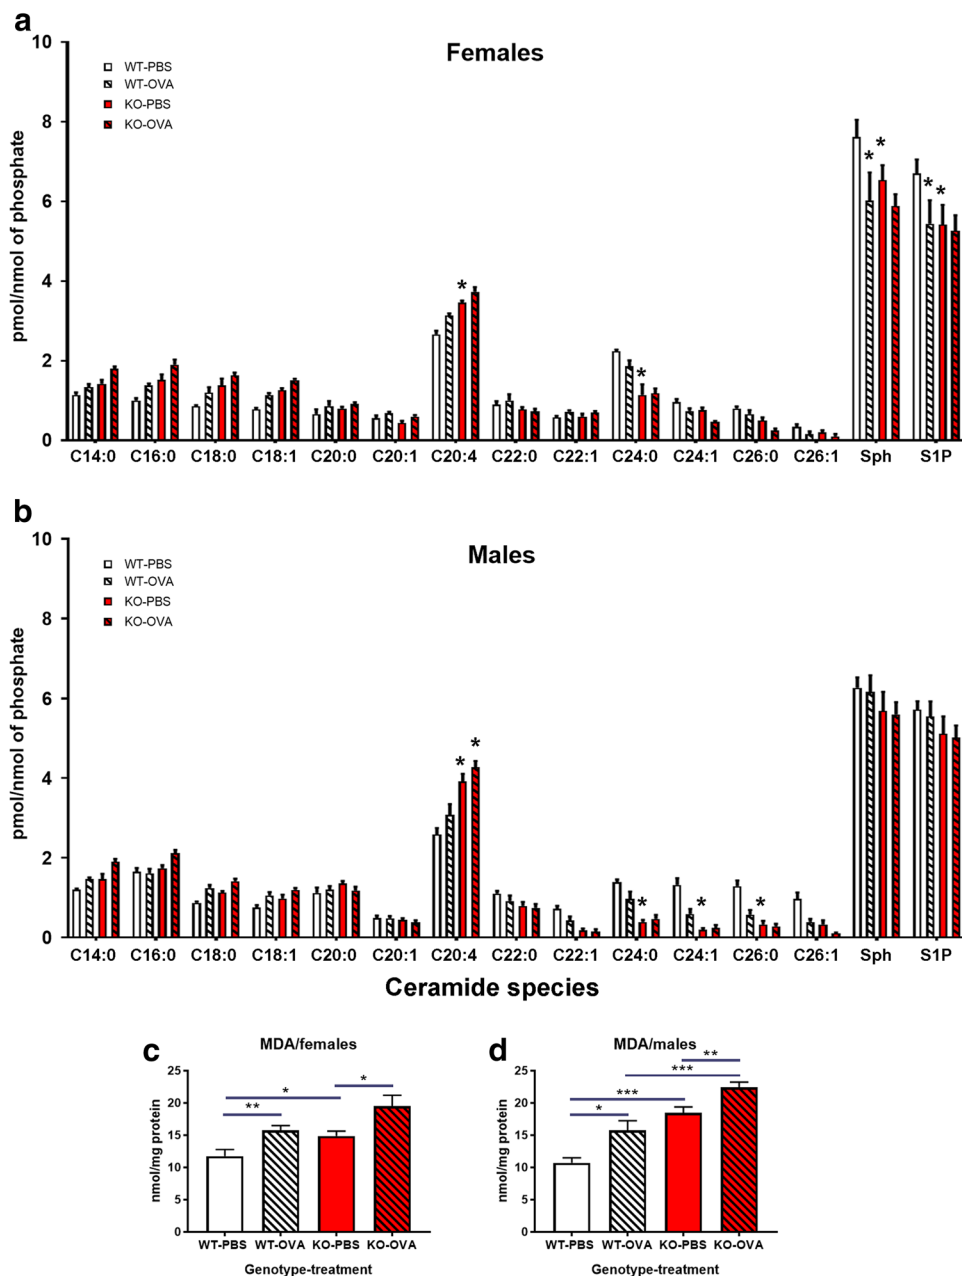 a
Females
10
8
6
4
2
0
pmol/nmol of phosphate
WT-PBS
WT-OVA
KO-PBS
KO-OVA
*
*
* *
* *
C14:0 C16:0 C18:0 C18:1 C20:0 C20:1 C20:4 C22:0 C22:1 C24:0 C24:1 C26:0 C26:1 Sph S1P
b
Males
10
8
6
4
2
0
pmol/nmol of phosphate
WT-PBS
WT-OVA
KO-PBS
KO-OVA
* *
*
*
*
C14:0 C16:0 C18:0 C18:1 C20:0 C20:1 C20:4 C22:0 C22:1 C24:0 C24:1 C26:0 C26:1 Sph S1P
Ceramide species
c
MDA/females
25
20
15
10
5
0
nmol/mg protein
*
*
**
WT-PBS WT-OVA KO-PBS KO-OVA
Genotype-treatment
d
MDA/males
25
20
15
10
5
0
nmol/mg protein
**
***
***
*
WT-PBS WT-OVA KO-PBS KO-OVA
Genotype-treatment